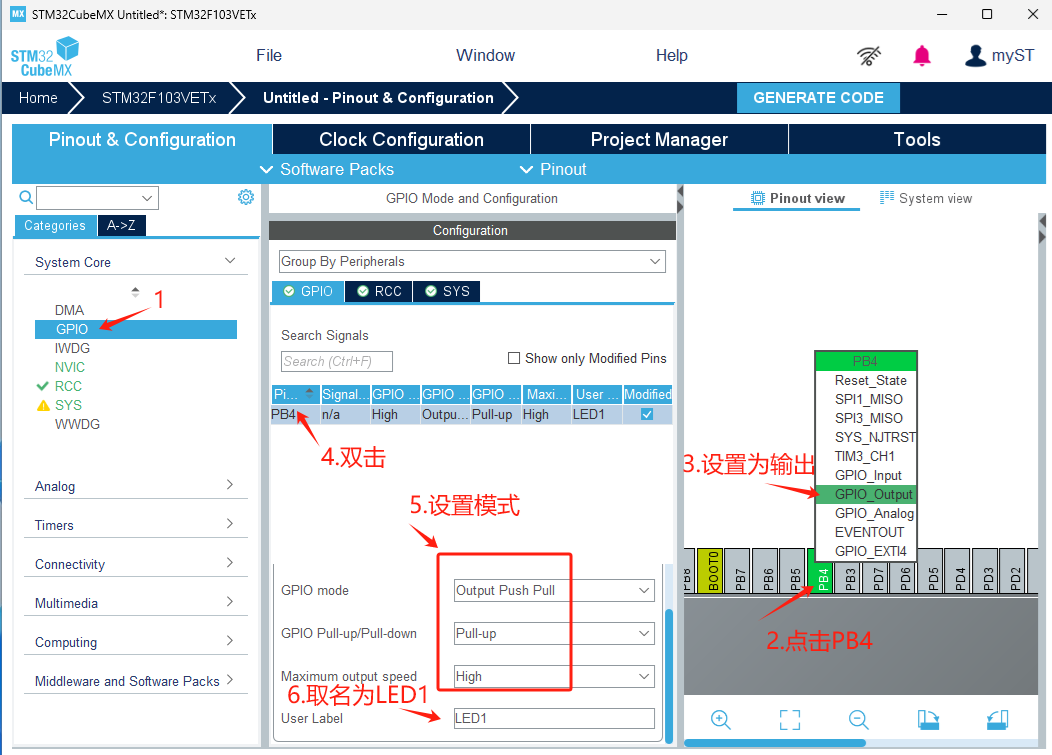 MX STM32CubeMX Untitled*: STM32F103VETx
STM32
CubeMX
File
Window
Help
myST
Home
STM32F103VETx
Untitled - Pinout & Configuration
GENERATE CODE
Pinout & Configuration
Clock Configuration
Project Manager
Tools
Software Packs
Pinout
Categories
A->Z
System Core
1
DMA
GPIO
IWDG
NVIC
RCC
SYS
WWDG
Analog
Timers
Connectivity
Multimedia
Computing
Middleware and Software Packs
GPIO Mode and Configuration
Configuration
Group By Peripherals
GPIO
RCC
SYS
Search Signals
Search (Ctrl+F)
Show only Modified Pins
Pi... Signal... GPIO ... GPIO ... GPIO ... Maxi... User ... Modified
PB4 n/a High Outpu... Pull-up High LED1
4.双击
5.设置模式
GPIO mode
Output Push Pull
GPIO Pull-up/Pull-down
Pull-up
Maximum output speed
High
6.取名为LED1
User Label
LED1
Pinout view
System view
PB4
Reset_State
SPI1_MISO
SPI3_MISO
SYS_NJTRST
TIM3_CH1
GPIO_Input
GPIO_Output
GPIO_Analog
EVENTOUT
GPIO_EXTI4
3.设置为输出
PB8
BOOT0
PB7
PB6
PB5
PB4
PB3
PD7
PD6
PD5
PD4
PD3
PD2
2.点击PB4